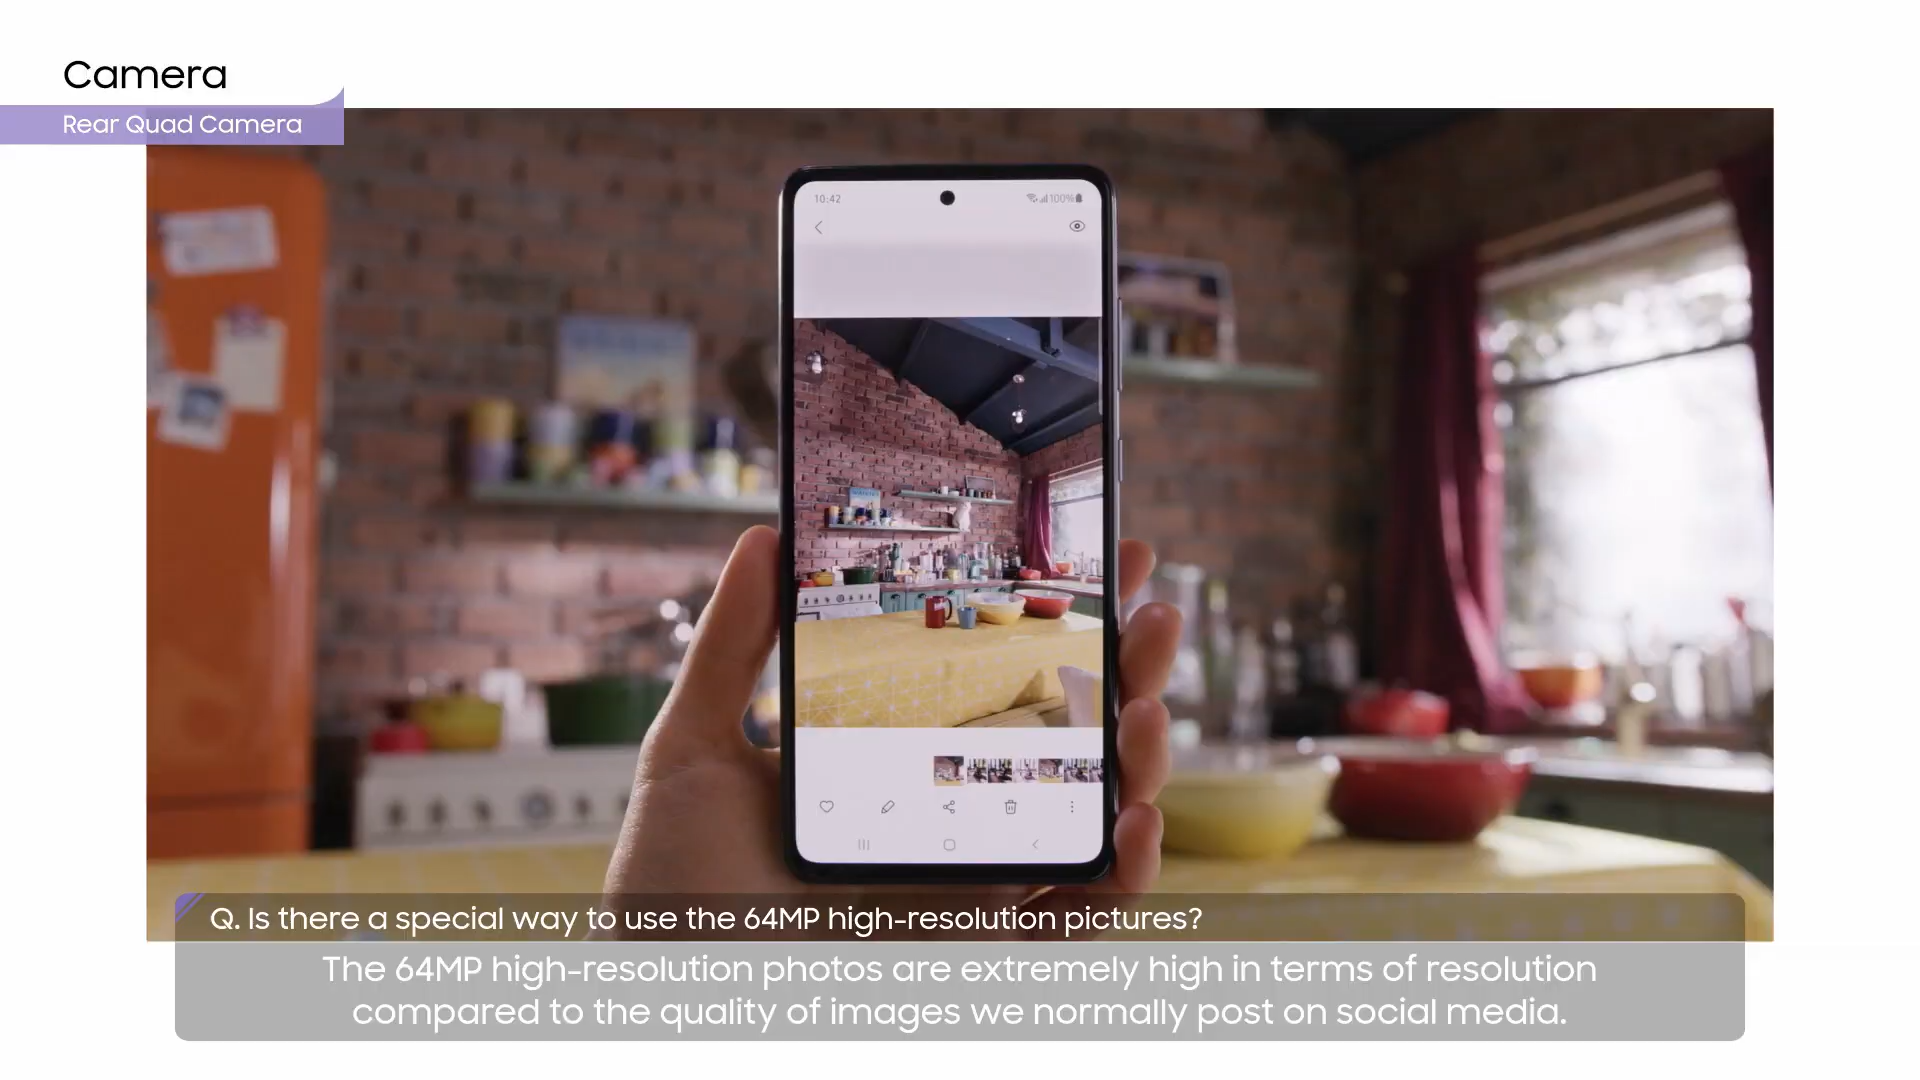 Camera
Rear Quad Camera
10:42
100%
Q. Is there a special way to use the 64MP high-resolution pictures?
The 64MP high-resolution photos are extremely high in terms of resolution
compared to the quality of images we normally post on social media.